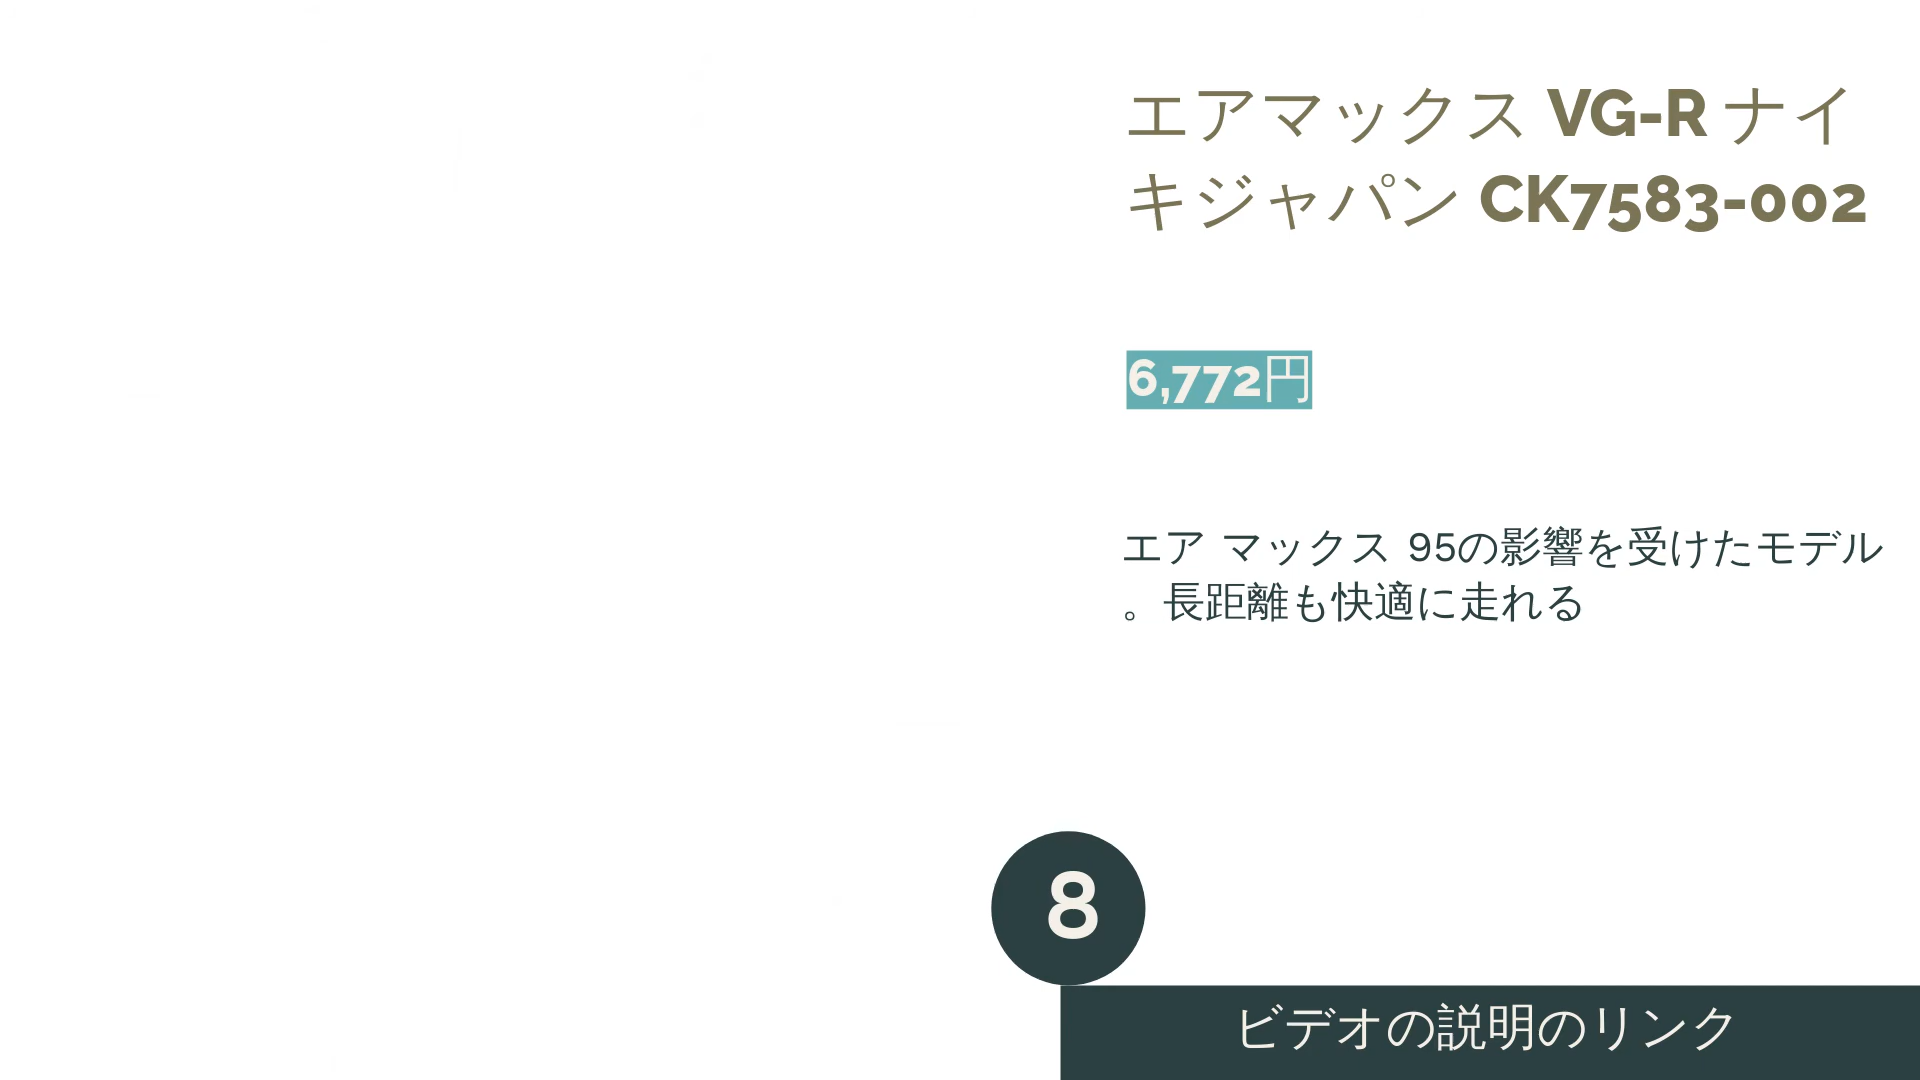 エアマックス VG-R ナイ
キジャパン CK7583-002
6,772円
エア マックス 95の影響を受けたモデル
。長距離も快適に走れる
8
ビデオの説明のリンク